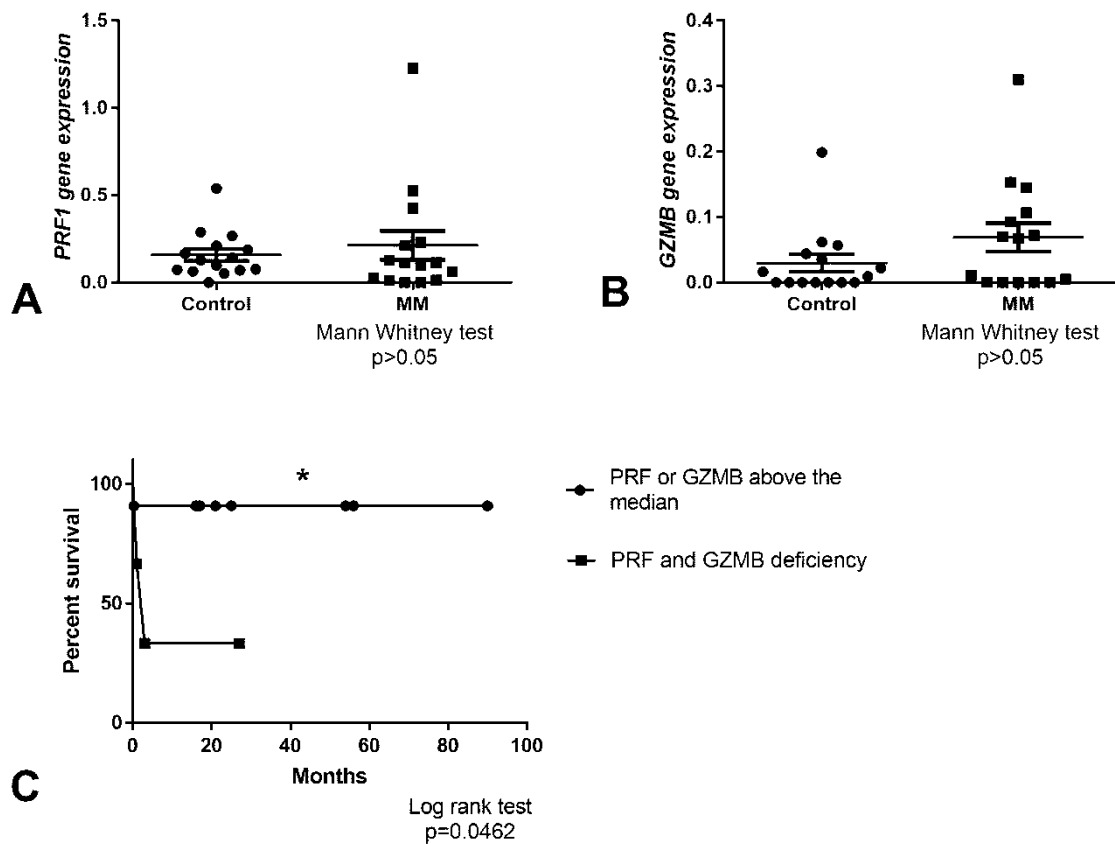 1.5
1.0
0.5
0.0
PRF1 gene expression
Control
MM
A
Mann Whitney test
p>0.05
0.4
0.3
0.2
0.1
0.0
GZMB gene expression
Control
MM
B
Mann Whitney test
p>0.05
100
50
0
Percent survival
*
0 20 40 60 80 100
Months
C
Log rank test
p=0.0462
PRF or GZMB above the
median
PRF and GZMB deficiency